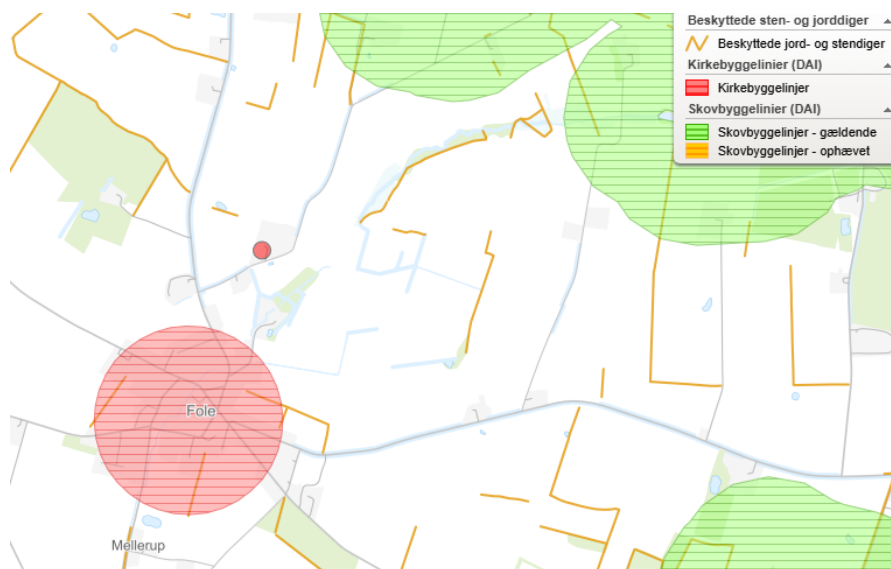 Beskyttede sten- og jorddiger
Beskyttede jord- og stendiger
Kirkebyggelinier (DAI)
Kirkebyggelinjer
Skovbyggelinier (DAI)
Skovbyggelinjer - gældende
Skovbyggelinjer - ophævet
Fole
Mellerup